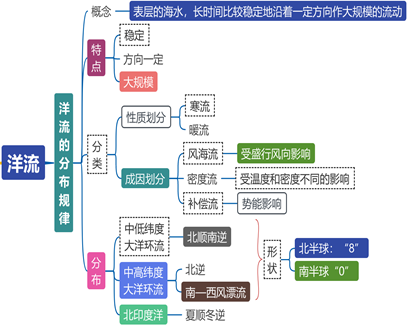 洋流
洋流的分布规律
概念
表层的海水，长时间比较稳定地沿着一定方向作大规模的流动
特点
稳定
方向一定
大规模
分类
性质划分
寒流
暖流
成因划分
风海流
受盛行风向影响
密度流
受温度和密度不同的影响
补偿流
势能影响
分布
中低纬度
大洋环流
北顺南逆
中高纬度
大洋环流
北逆
南—西风漂流
北印度洋
夏顺冬逆
形状
北半球：“8”
南半球“0”